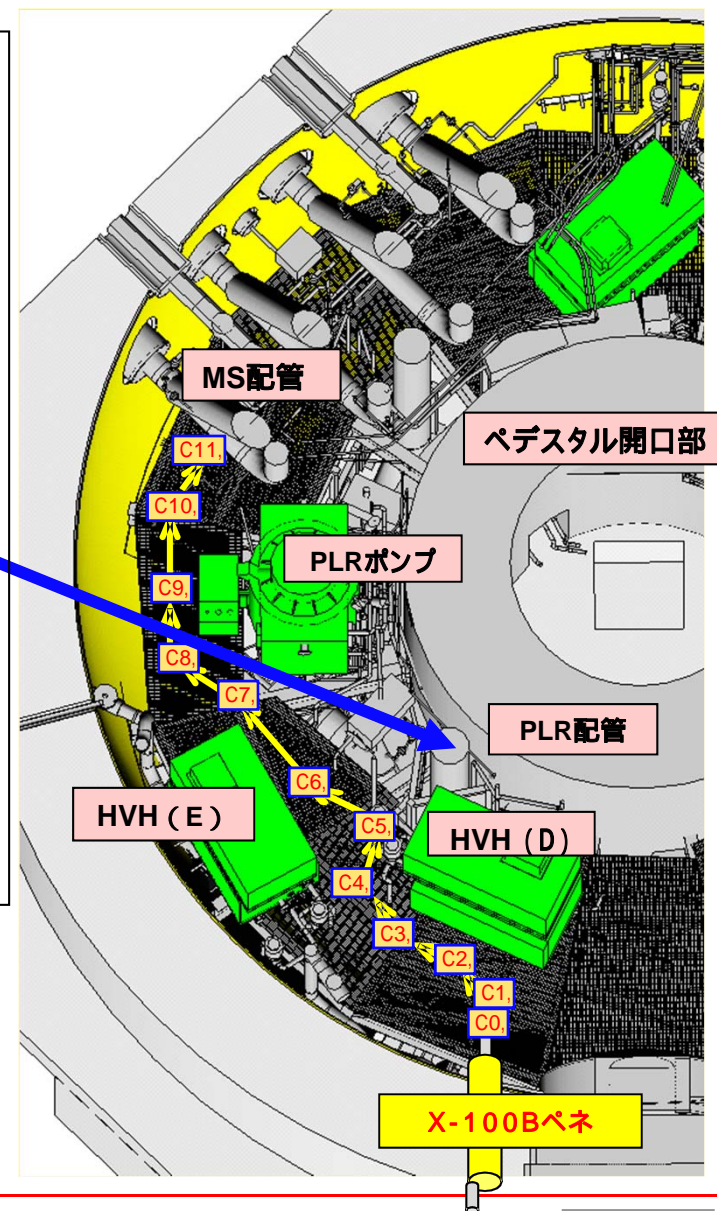 MS配管
C11,
ペデスタル開口部
C10,
PLRポンプ
C9,
C8,
C7,
PLR配管
C6,
HVH（E）
C5,
HVH（D）
C4,
C3,
C2,
C1,
C0,
X-100Bペネ